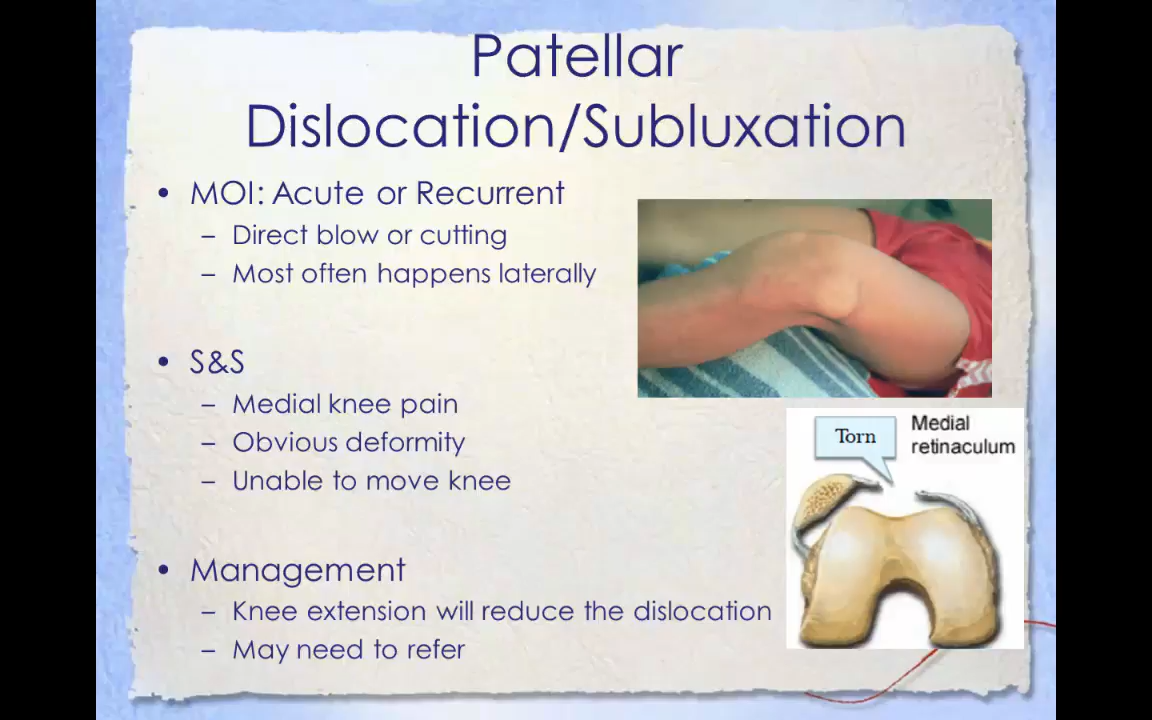 Patellar
Dislocation/Subluxation
• MOI: Acute or Recurrent
– Direct blow or cutting
– Most often happens laterally
• S&S
– Medial knee pain
– Obvious deformity
– Unable to move knee
• Management
– Knee extension will reduce the dislocation
– May need to refer
Torn
Medial
retinaculum